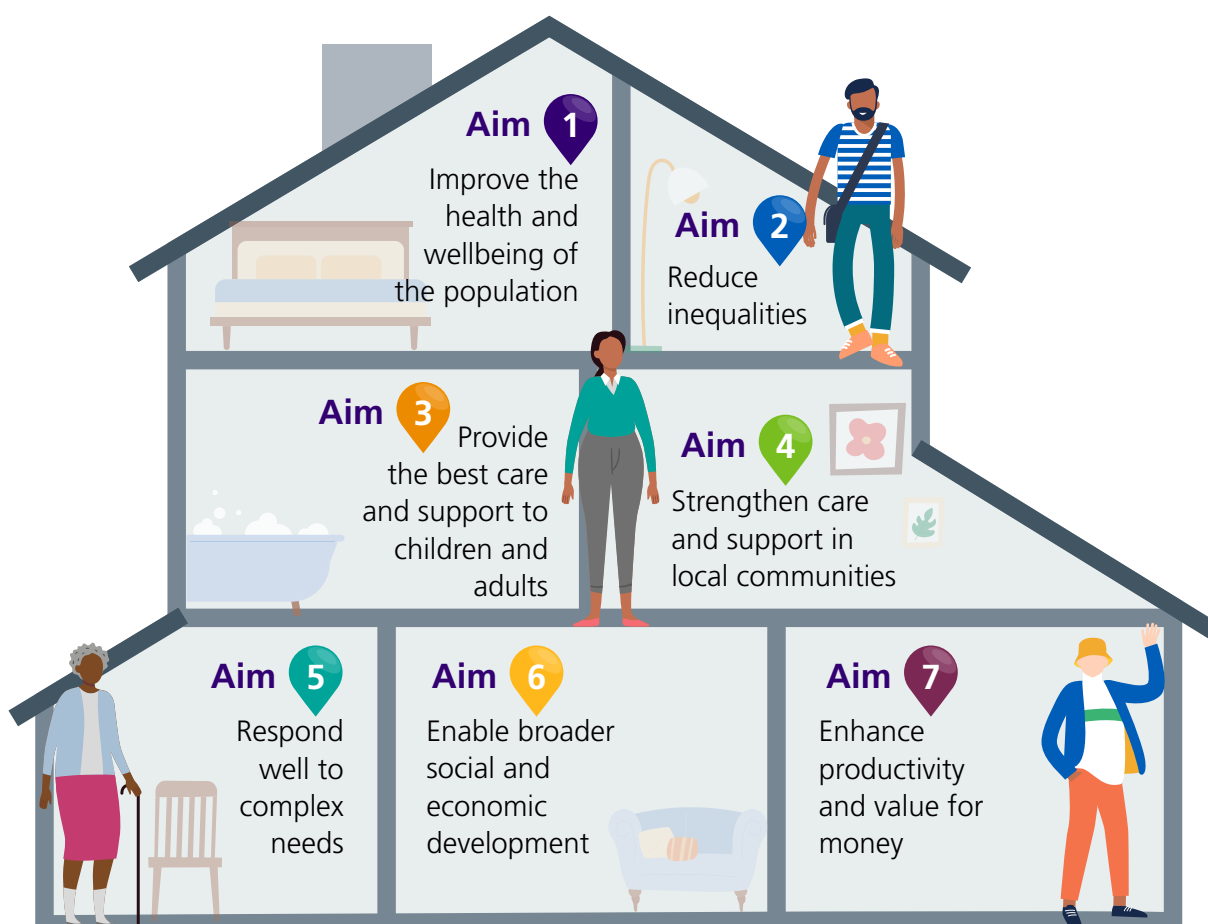 Aim 1
Improve the
health and
wellbeing of
the population
Aim 2
Reduce
inequalities
Aim 3
Provide
the best care
and support to
children and
adults
Aim 4
Strengthen care
and support in
local communities
Aim 5
Respond
well to
complex
needs
Aim 6
Enable broader
social and
economic
development
Aim 7
Enhance
productivity
and value for
money